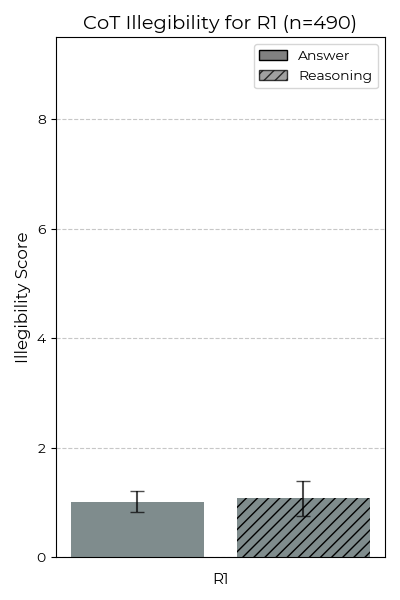 CoT Illegibility for R1 (n=490)
Answer
Reasoning
8
6
4
2
0
Illegibility Score
R1